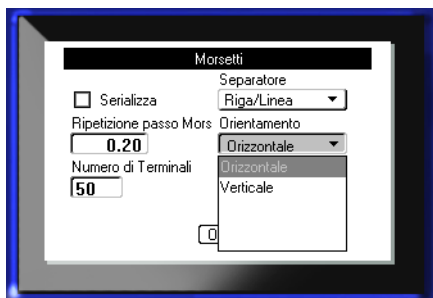 Morsetti
Separatore
Serializza
Riga/Linea
Ripetizione passo Mors
Orientamento
0.20
Orizzontale
Numero di Terminali
Orizzontale
50
Verticale
O